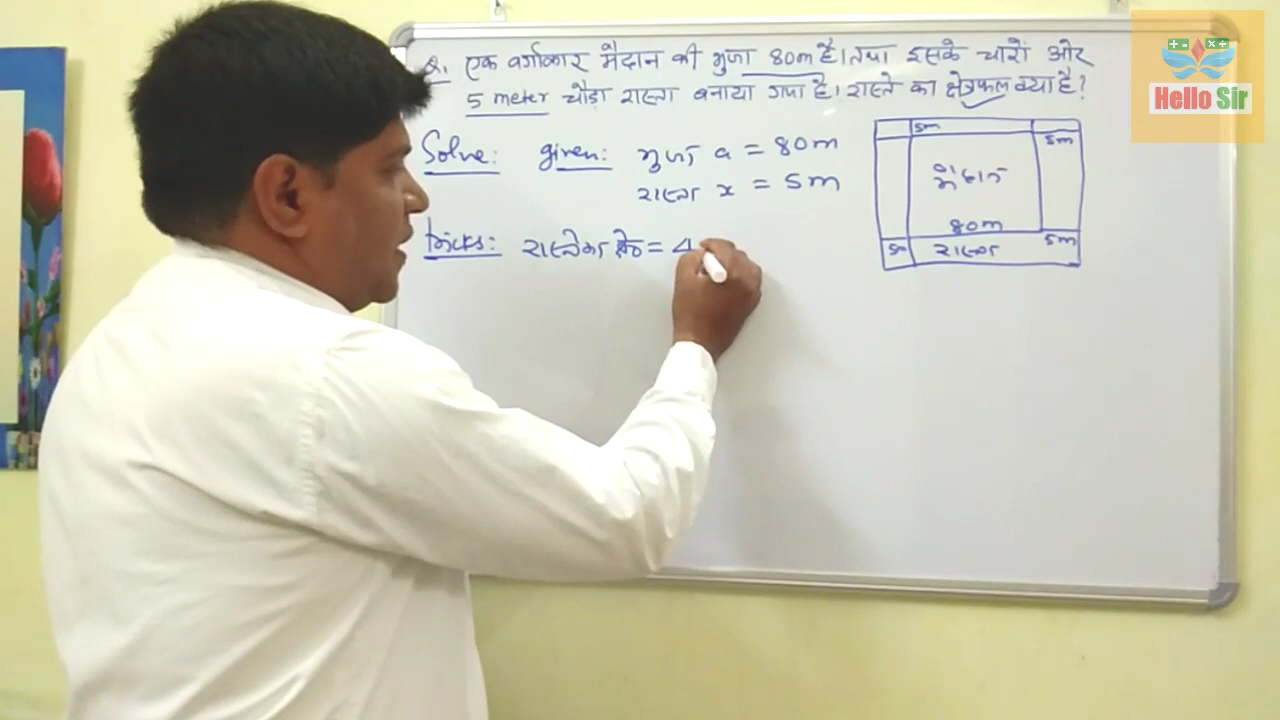 Q. एक वर्गाकार मैदान की भुजा 80m है। तथा इसके चारों ओर
5 meter चौड़ा रास्ता बनाया गया है। रास्ते का क्षेत्रफल क्या है?
Solve: given: भुजा a = 80m
रास्ता x = 5m
tricks: रास्ते का क्षे० = 4
5m
5m
मैदान
80m
5m रास्ता 5m
Hello Sir